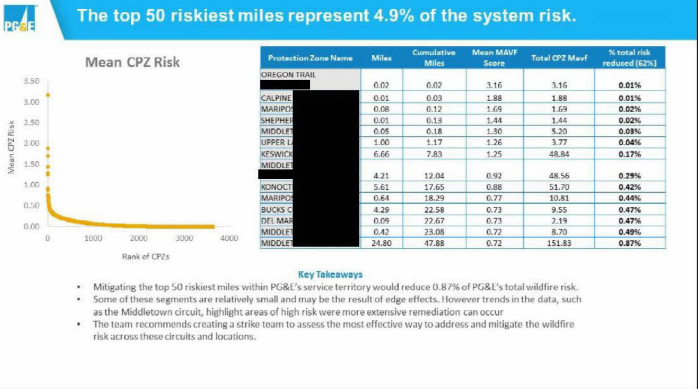 PG&E
The top 50 riskiest miles represent 4.9% of the system risk.
Mean CPZ Risk
Mean CPZ Risk
3.50
3.00
2.50
2.00
1.50
1.00
0.50
0.00
0 1000 2000 3000 4000
Rank of CPZs
Protection Zone Name Miles Cumulative Miles Mean MAVF Score Total CPZ Mavf % total risk reduced (62%)
OREGON TRAIL 0.02 0.02 3.16 3.16 0.01%
CALPINE 0.01 0.03 1.88 1.88 0.01%
MARIPOS 0.08 0.12 1.69 1.69 0.02%
SHEPHER 0.01 0.13 1.44 1.44 0.02%
MIDDLET 0.05 0.18 1.30 5.20 0.03%
UPPER L 1.00 1.17 1.26 3.77 0.04%
KESWICK 6.66 7.83 1.25 48.84 0.17%
MIDDLET 4.21 12.04 0.92 48.56 0.29%
KONOCT 5.61 17.65 0.88 51.70 0.42%
MARIPOS 0.64 18.29 0.77 10.81 0.44%
BUCKS C 4.29 22.58 0.73 9.55 0.47%
DEL MAR 0.09 22.67 0.73 2.19 0.47%
MIDDLET 0.42 23.08 0.72 8.70 0.49%
MIDDLET 24.80 47.88 0.72 151.83 0.87%
Key Takeaways
• Mitigating the top 50 riskiest miles within PG&E's service territory would reduce 0.87% of PG&E's total wildfire risk.
• Some of these segments are relatively small and may be the result of edge effects. However trends in the data, such
as the Middletown circuit, highlight areas of high risk were more extensive remediation can occur
• The team recommends creating a strike team to assess the most effective way to address and mitigate the wildfire
risk across these circuits and locations.